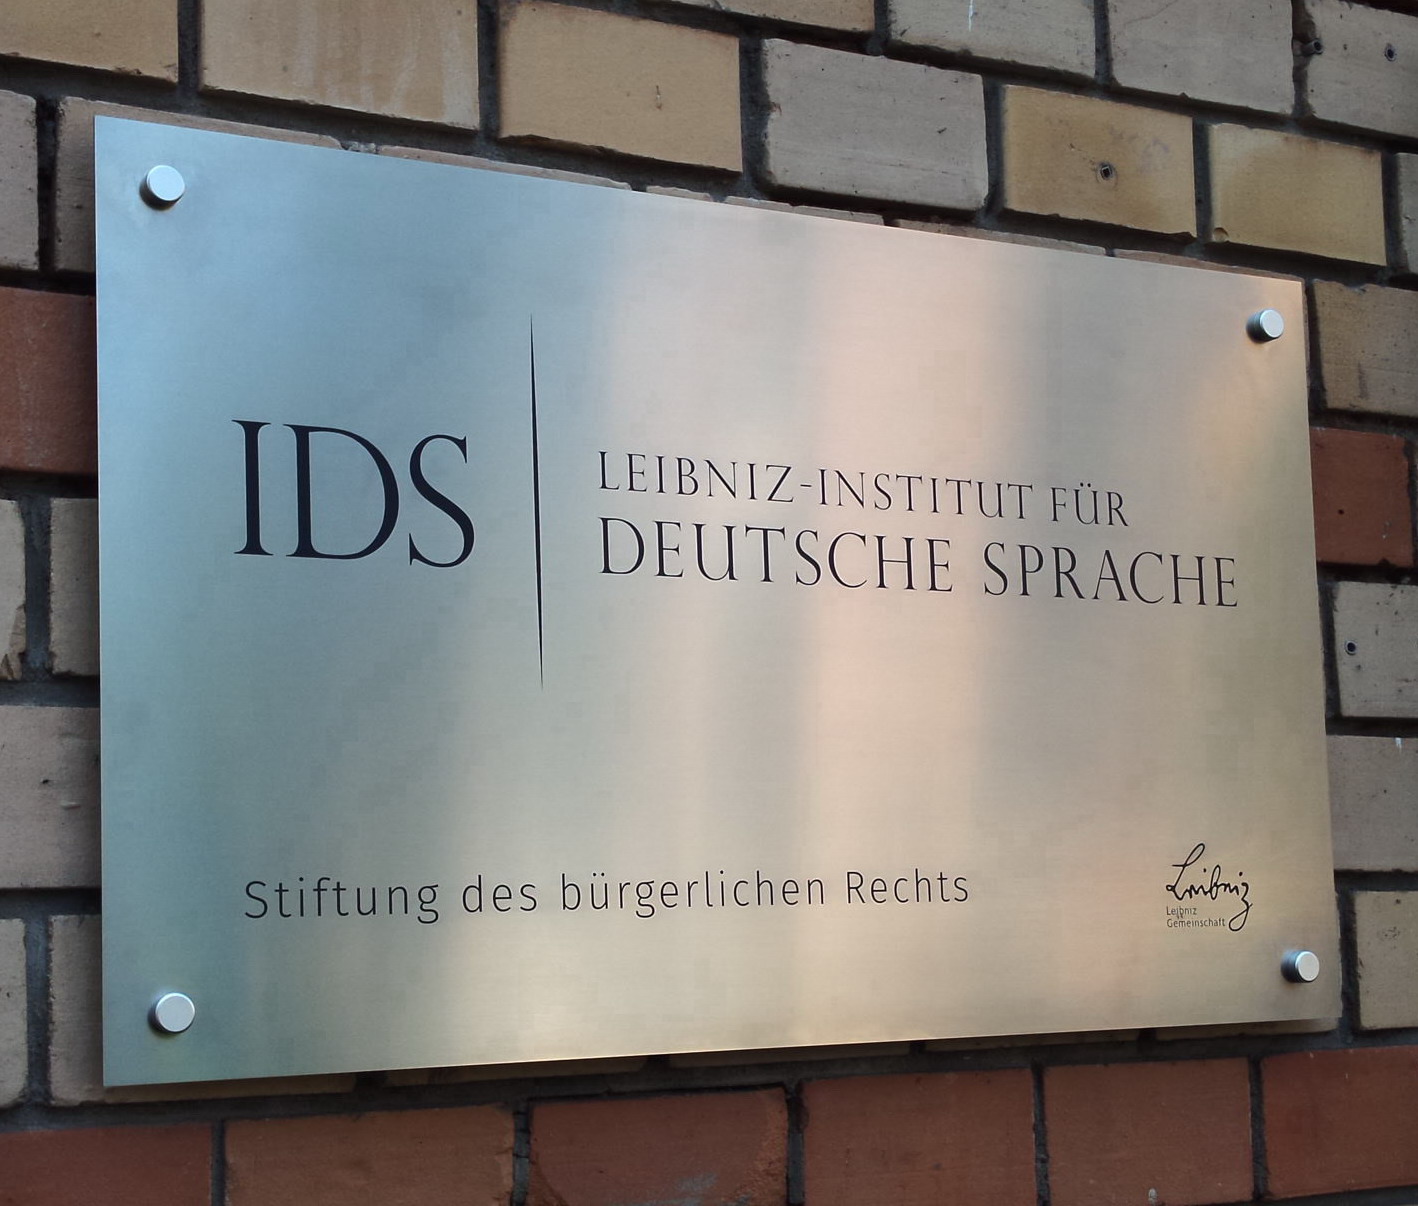 IDS
LEIBNIZ-INSTITUT FÜR
DEUTSCHE SPRACHE
Stiftung des bürgerlichen Rechts
Leibniz
Leibniz
Gemeinschaft